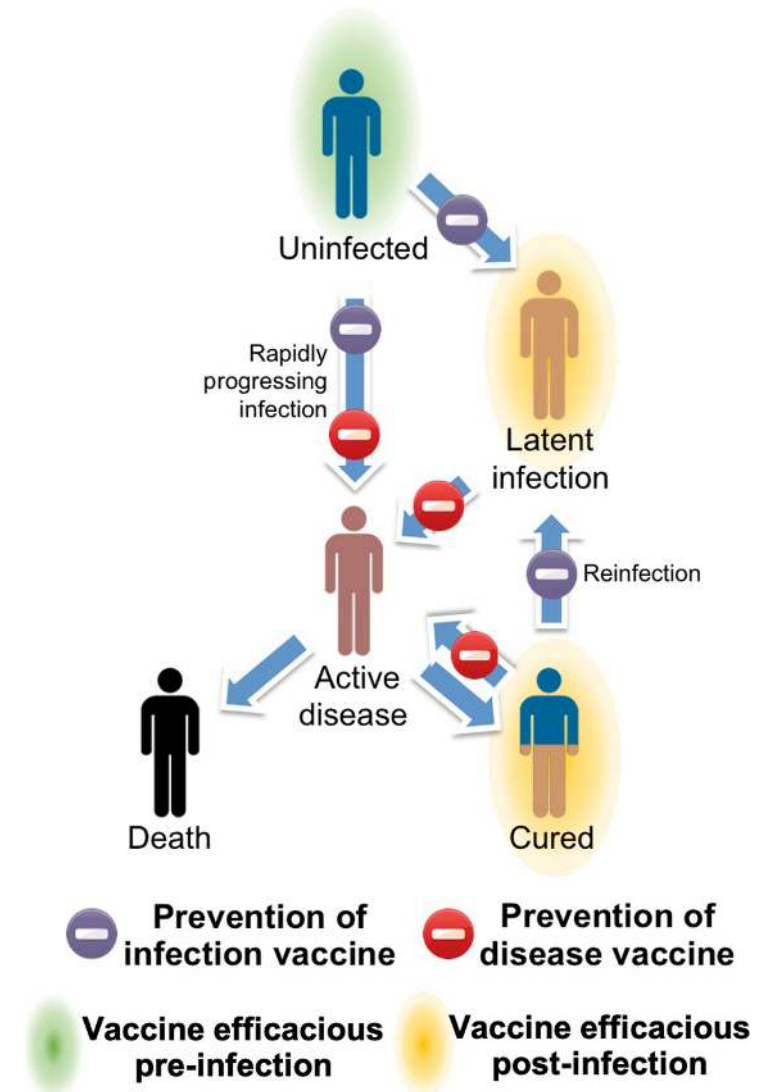 Uninfected
Rapidly
progressing
infection
Latent
infection
Reinfection
Active
disease
Death
Cured
Prevention of
infection vaccine
Prevention of
disease vaccine
Vaccine efficacious
pre-infection
Vaccine efficacious
post-infection